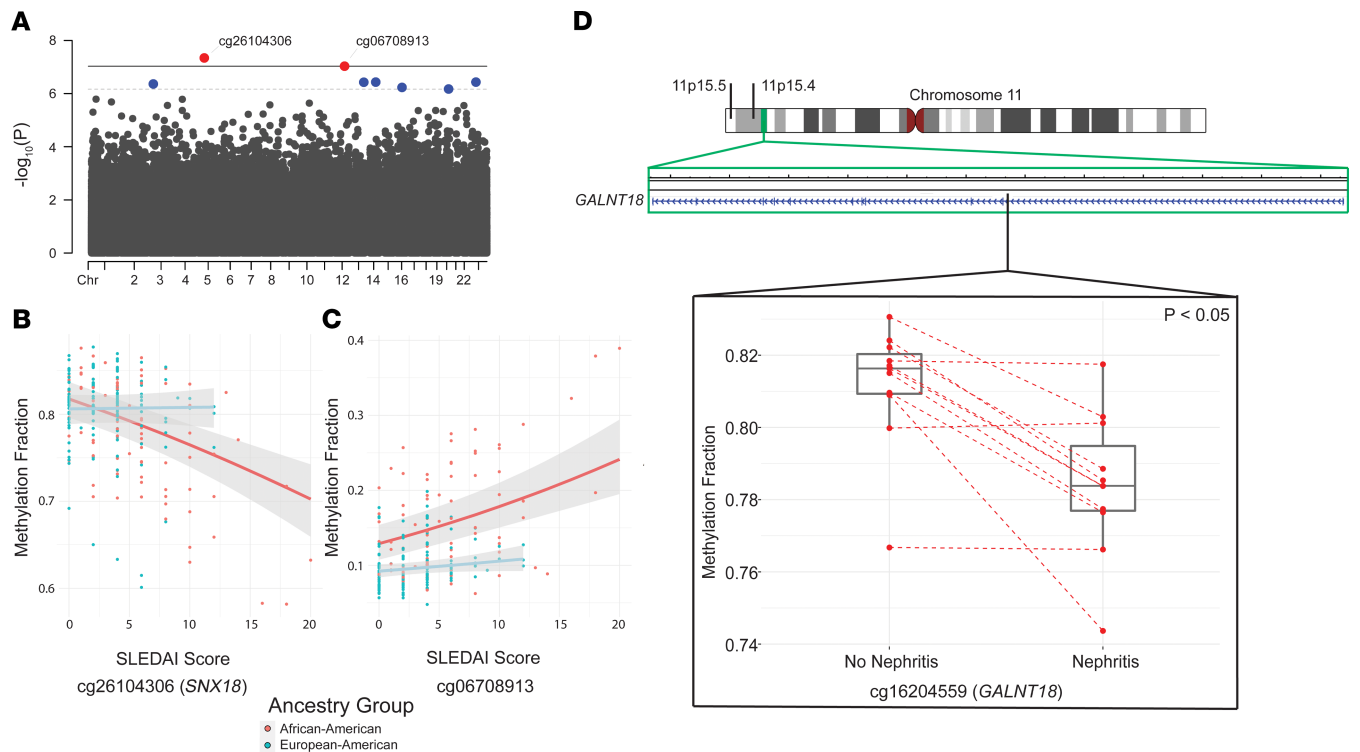 A
cg26104306
cg06708913
-log10(P)
8
6
4
2
0
Chr 2 3 4 5 6 7 8 10 12 14 16 19 22
B
Methylation Fraction
0.8
0.7
0.6
0 5 10 15 20
SLEDAI Score
cg26104306 (SNX18)
C
Methylation Fraction
0.4
0.3
0.2
0.1
0 5 10 15 20
SLEDAI Score
cg06708913
Ancestry Group
African-American
European-American
D
11p15.5
11p15.4
Chromosome 11
GALNT18
P < 0.05
Methylation Fraction
0.82
0.80
0.78
0.76
0.74
No Nephritis
Nephritis
cg16204559 (GALNT18)